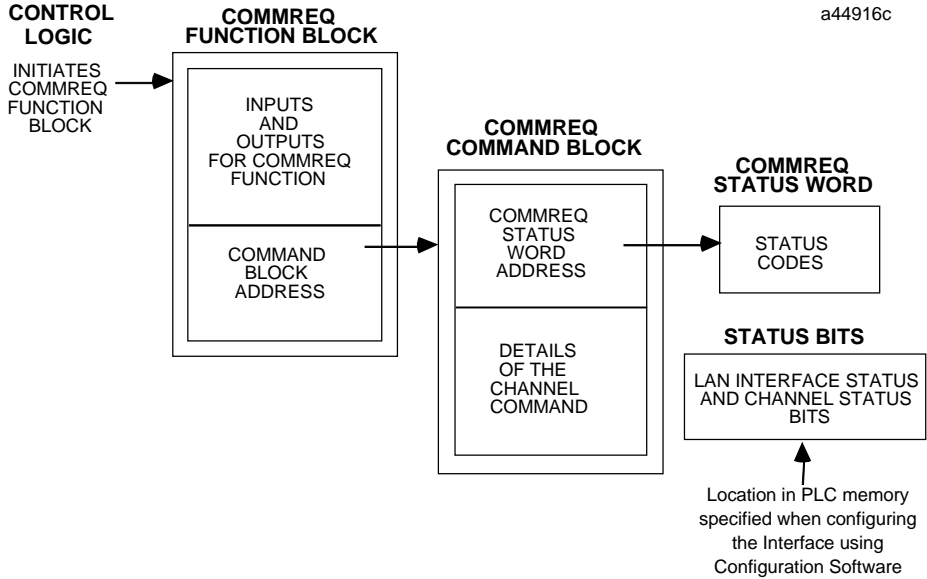 CONTROL
LOGIC
INITIATES
COMMREQ
FUNCTION
BLOCK
COMMREQ
FUNCTION BLOCK
INPUTS
AND
OUTPUTS
FOR COMMREQ
FUNCTION
COMMAND
BLOCK
ADDRESS
COMMREQ
COMMAND BLOCK
COMMREQ
STATUS
WORD
ADDRESS
DETAILS
OF THE
CHANNEL
COMMAND
a44916c
COMMREQ
STATUS WORD
STATUS
CODES
STATUS BITS
LAN INTERFACE STATUS
AND CHANNEL STATUS
BITS
Location in PLC memory
specified when configuring
the Interface using
Configuration Software